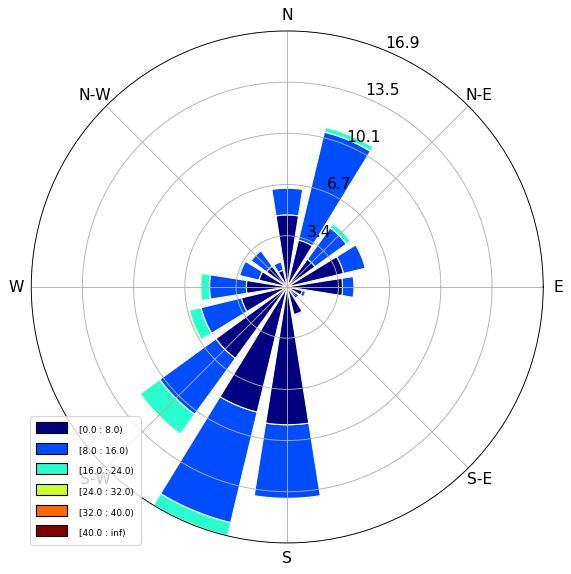 N
16.9
13.5
N-W
N-E
10.1
6.7
3.4
W
E
[0.0 : 8.0)
[8.0 : 16.0)
[16.0 : 24.0)
[24.0 : 32.0)
[32.0 : 40.0)
[40.0 : inf)
S-W
S-E
S